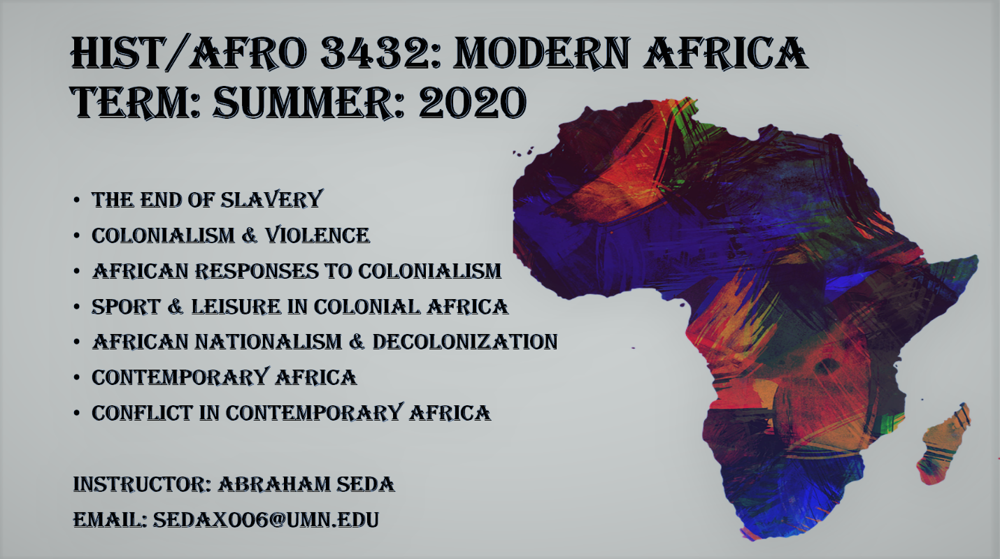 HIST/AFRO 3432: MODERN AFRICA
TERM: SUMMER: 2020
• THE END OF SLAVERY
• COLONIALISM & VIOLENCE
• AFRICAN RESPONSES TO COLONIALISM
• SPORT & LEISURE IN COLONIAL AFRICA
• AFRICAN NATIONALISM & DECOLONIZATION
• CONTEMPORARY AFRICA
• CONFLICT IN CONTEMPORARY AFRICA
INSTRUCTOR: ABRAHAM SEDA
EMAIL: SEDAX006@UMN.EDU